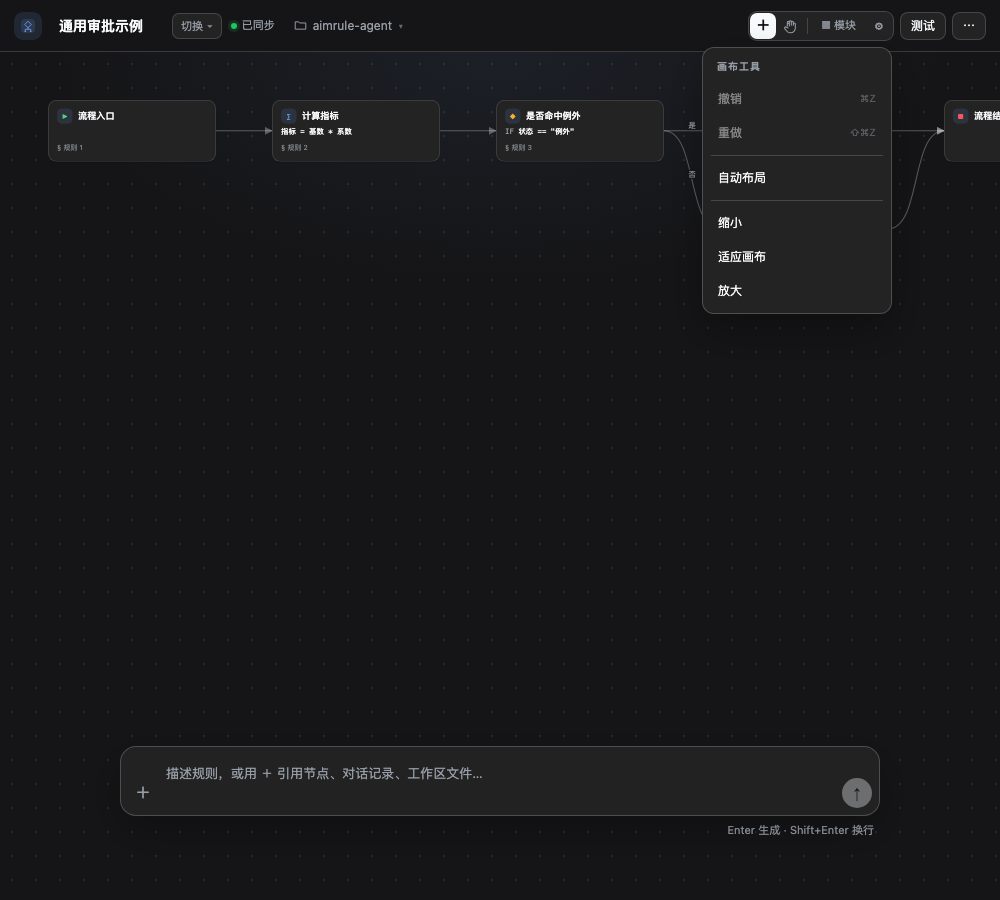 通用审批示例
切换
已同步
aimrule-agent
模块
测试
画布工具
撤销 ⌘Z
重做 ⇧⌘Z
自动布局
缩小
适应画布
放大
流程入口
§ 规则 1
计算指标
指标 = 基数 * 系数
§ 规则 2
是否命中例外
IF 状态 == "例外"
§ 规则 3
是
否
流程结
描述规则，或用 + 引用节点、对话记录、工作区文件...
Enter 生成 · Shift+Enter 换行